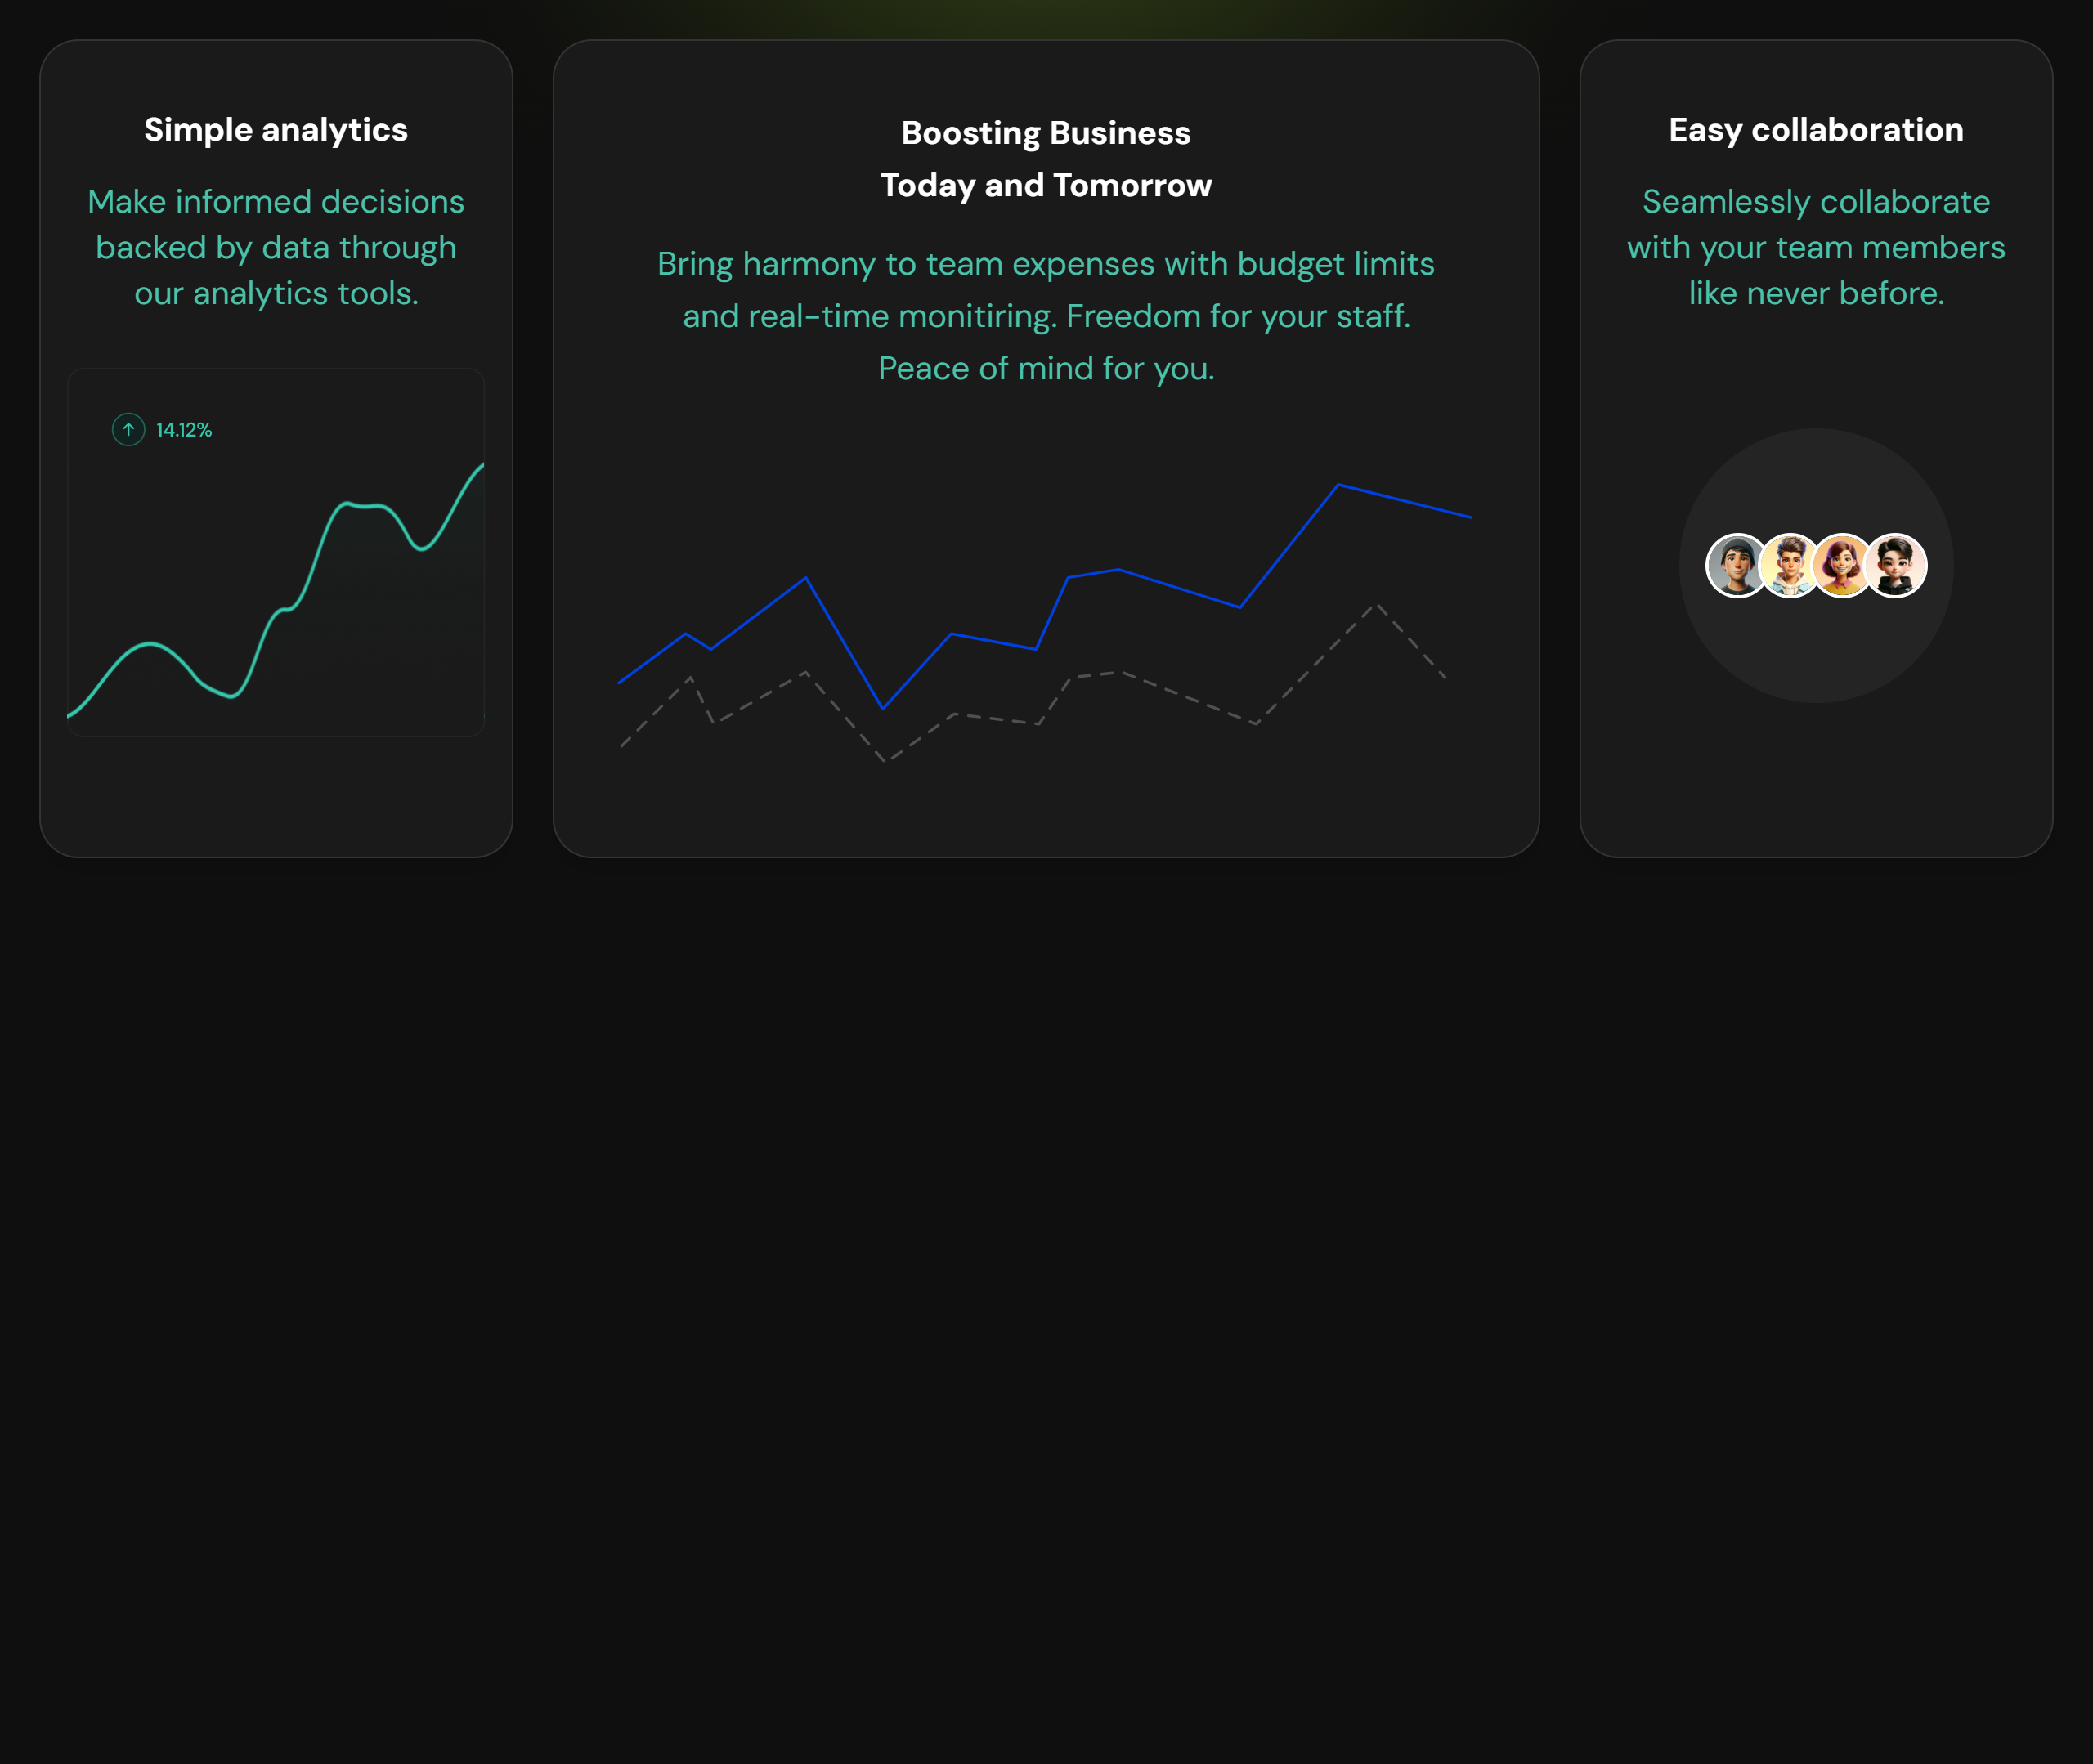 Simple analytics
Make informed decisions
backed by data through
our analytics tools.
14.12%
Boosting Business
Today and Tomorrow
Bring harmony to team expenses with budget limits
and real-time monitiring. Freedom for your staff.
Peace of mind for you.
Easy collaboration
Seamlessly collaborate
with your team members
like never before.